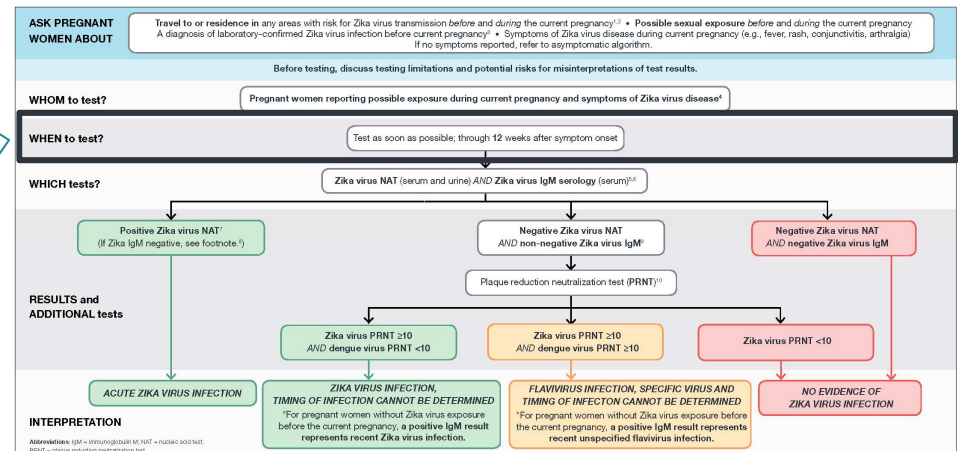 ASK PREGNANT
WOMEN ABOUT
Travel to or residence in any areas with risk for Zika virus transmission before and during the current pregnancy¹,² • Possible sexual exposure before and during the current pregnancy
A diagnosis of laboratory-confirmed Zika virus infection before current pregnancy³ • Symptoms of Zika virus disease during current pregnancy (e.g., fever, rash, conjunctivitis, arthralgia)
If no symptoms reported, refer to asymptomatic algorithm.
Before testing, discuss testing limitations and potential risks for misinterpretations of test results.
WHOM to test?
Pregnant women reporting possible exposure during current pregnancy and symptoms of Zika virus disease⁴
WHEN to test?
Test as soon as possible; through 12 weeks after symptom onset
WHICH tests?
Zika virus NAT (serum and urine) AND Zika virus IgM serology (serum)⁵,⁶
Positive Zika virus NAT⁷
(If Zika IgM negative, see footnote.⁸)
Negative Zika virus NAT
AND non-negative Zika virus IgM⁹
Negative Zika virus NAT
AND negative Zika virus IgM
Plaque reduction neutralization test (PRNT)¹⁰
RESULTS and
ADDITIONAL tests
Zika virus PRNT ≥10
AND dengue virus PRNT <10
Zika virus PRNT ≥10
AND dengue virus PRNT ≥10
Zika virus PRNT <10
ACUTE ZIKA VIRUS INFECTION
ZIKA VIRUS INFECTION,
TIMING OF INFECTON CANNOT BE DETERMINED
*For pregnant women without Zika virus exposure
before the current pregnancy, a positive IgM result
represents recent Zika virus infection.
FLAVIVIRUS INFECTION, SPECIFIC VIRUS AND
TIMING OF INFECTON CANNOT BE DETERMINED
*For pregnant women without Zika virus exposure before
the current pregnancy, a positive IgM result represents
recent unspecified flavivirus infection.
NO EVIDENCE OF
ZIKA VIRUS INFECTION
INTERPRETATION
Abbreviations: IgM = immunoglobulin M; NAT = nucleic acid test;
PRNT = plaque reduction neutralization test